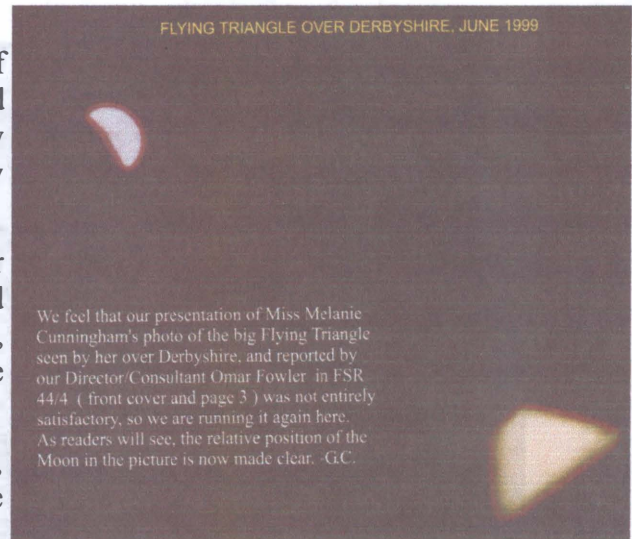 FLYING TRIANGLE OVER DERBYSHIRE, JUNE 1999
We feel that our presentation of Miss Melanie
Cunningham's photo of the big Flying Triangle
seen by her over Derbyshire, and reported by
our Director/Consultant Omar Fowler in FSR
44/4 ( front cover and page 3 ) was not entirely
satisfactory, so we are running it again here.
As readers will see, the relative position of the
Moon in the picture is now made clear. -G.C.